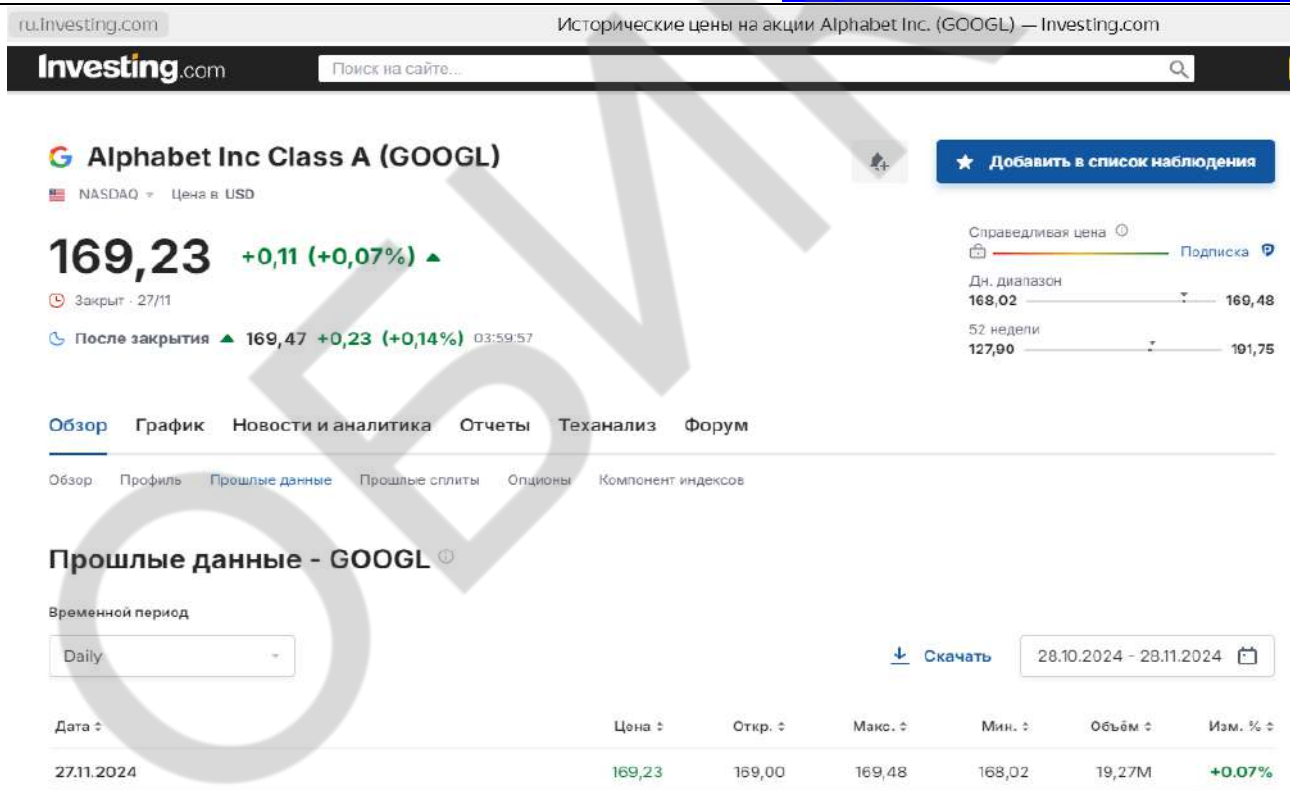 ru.investing.com Исторические цены на акции Alphabet Inc. (GOOGL) — Investing.com
Investing.com Поиск на сайте...
Alphabet Inc Class A (GOOGL)
Добавить в список наблюдения
NASDAQ Цена в USD
169,23 +0,11 (+0,07%)
Справедливая цена
Подписка
Закрыт · 27/11
Дн. диапазон
168,02 169,48
После закрытия 169,47 +0,23 (+0,14%) 03:59:57
52 недели
127,90 191,75
Обзор График Новости и аналитика Отчеты Теханализ Форум
Обзор Профиль Прошлые данные Прошлые сплиты Опционы Компонент индексов
Прошлые данные - GOOGL
Временной период
Daily Скачать 28.10.2024 - 28.11.2024
Дата Цена Откр. Макс. Мин. Объём Изм. %
27.11.2024 169,23 169,00 169,48 168,02 19,27M +0.07%